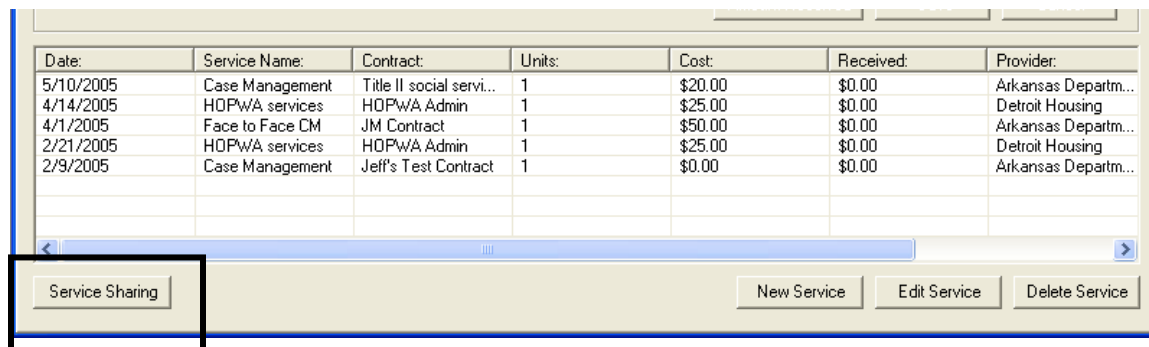 Date: Service Name: Contract: Units: Cost: Received: Provider:
5/10/2005 Case Management Title II social servi... 1 $20.00 $0.00 Arkansas Departm...
4/14/2005 HOPWA services HOPWA Admin 1 $25.00 $0.00 Detroit Housing
4/1/2005 Face to Face CM JM Contract 1 $50.00 $0.00 Arkansas Departm...
2/21/2005 HOPWA services HOPWA Admin 1 $25.00 $0.00 Detroit Housing
2/9/2005 Case Management Jeff's Test Contract 1 $0.00 $0.00 Arkansas Departm...
Service Sharing New Service Edit Service Delete Service